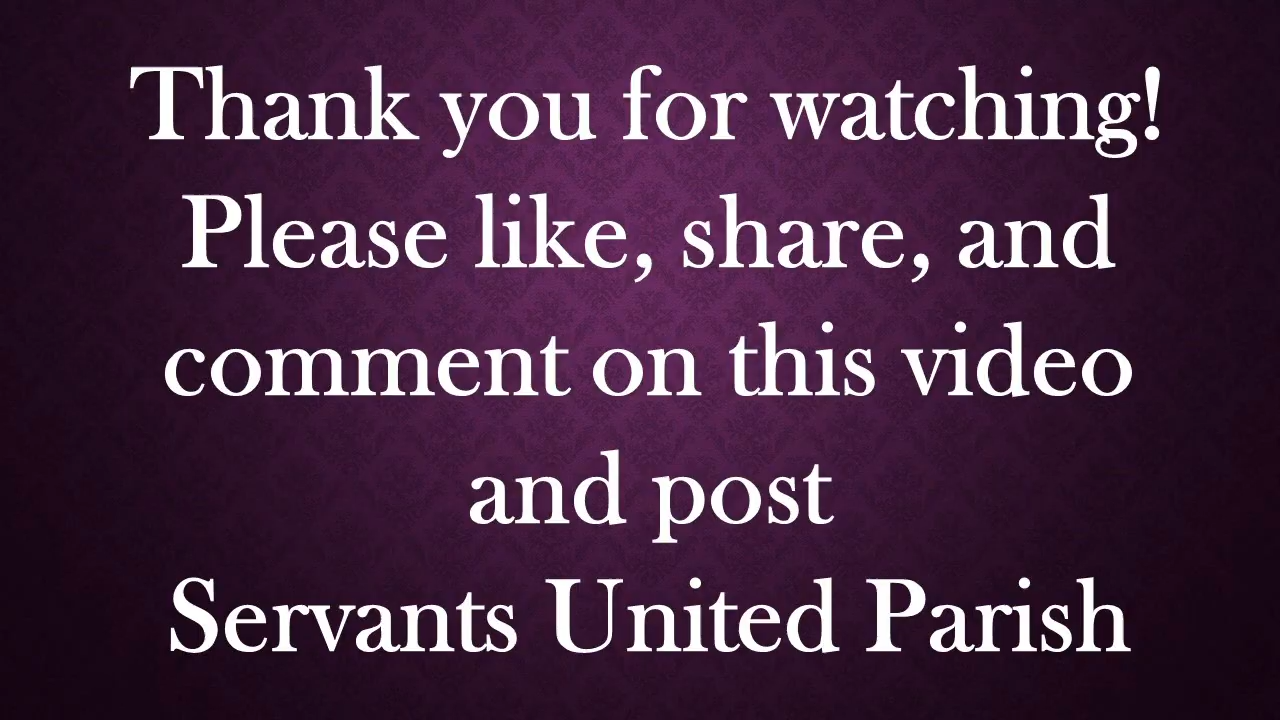 Thank you for watching!
Please like, share, and
comment on this video
and post
Servants United Parish